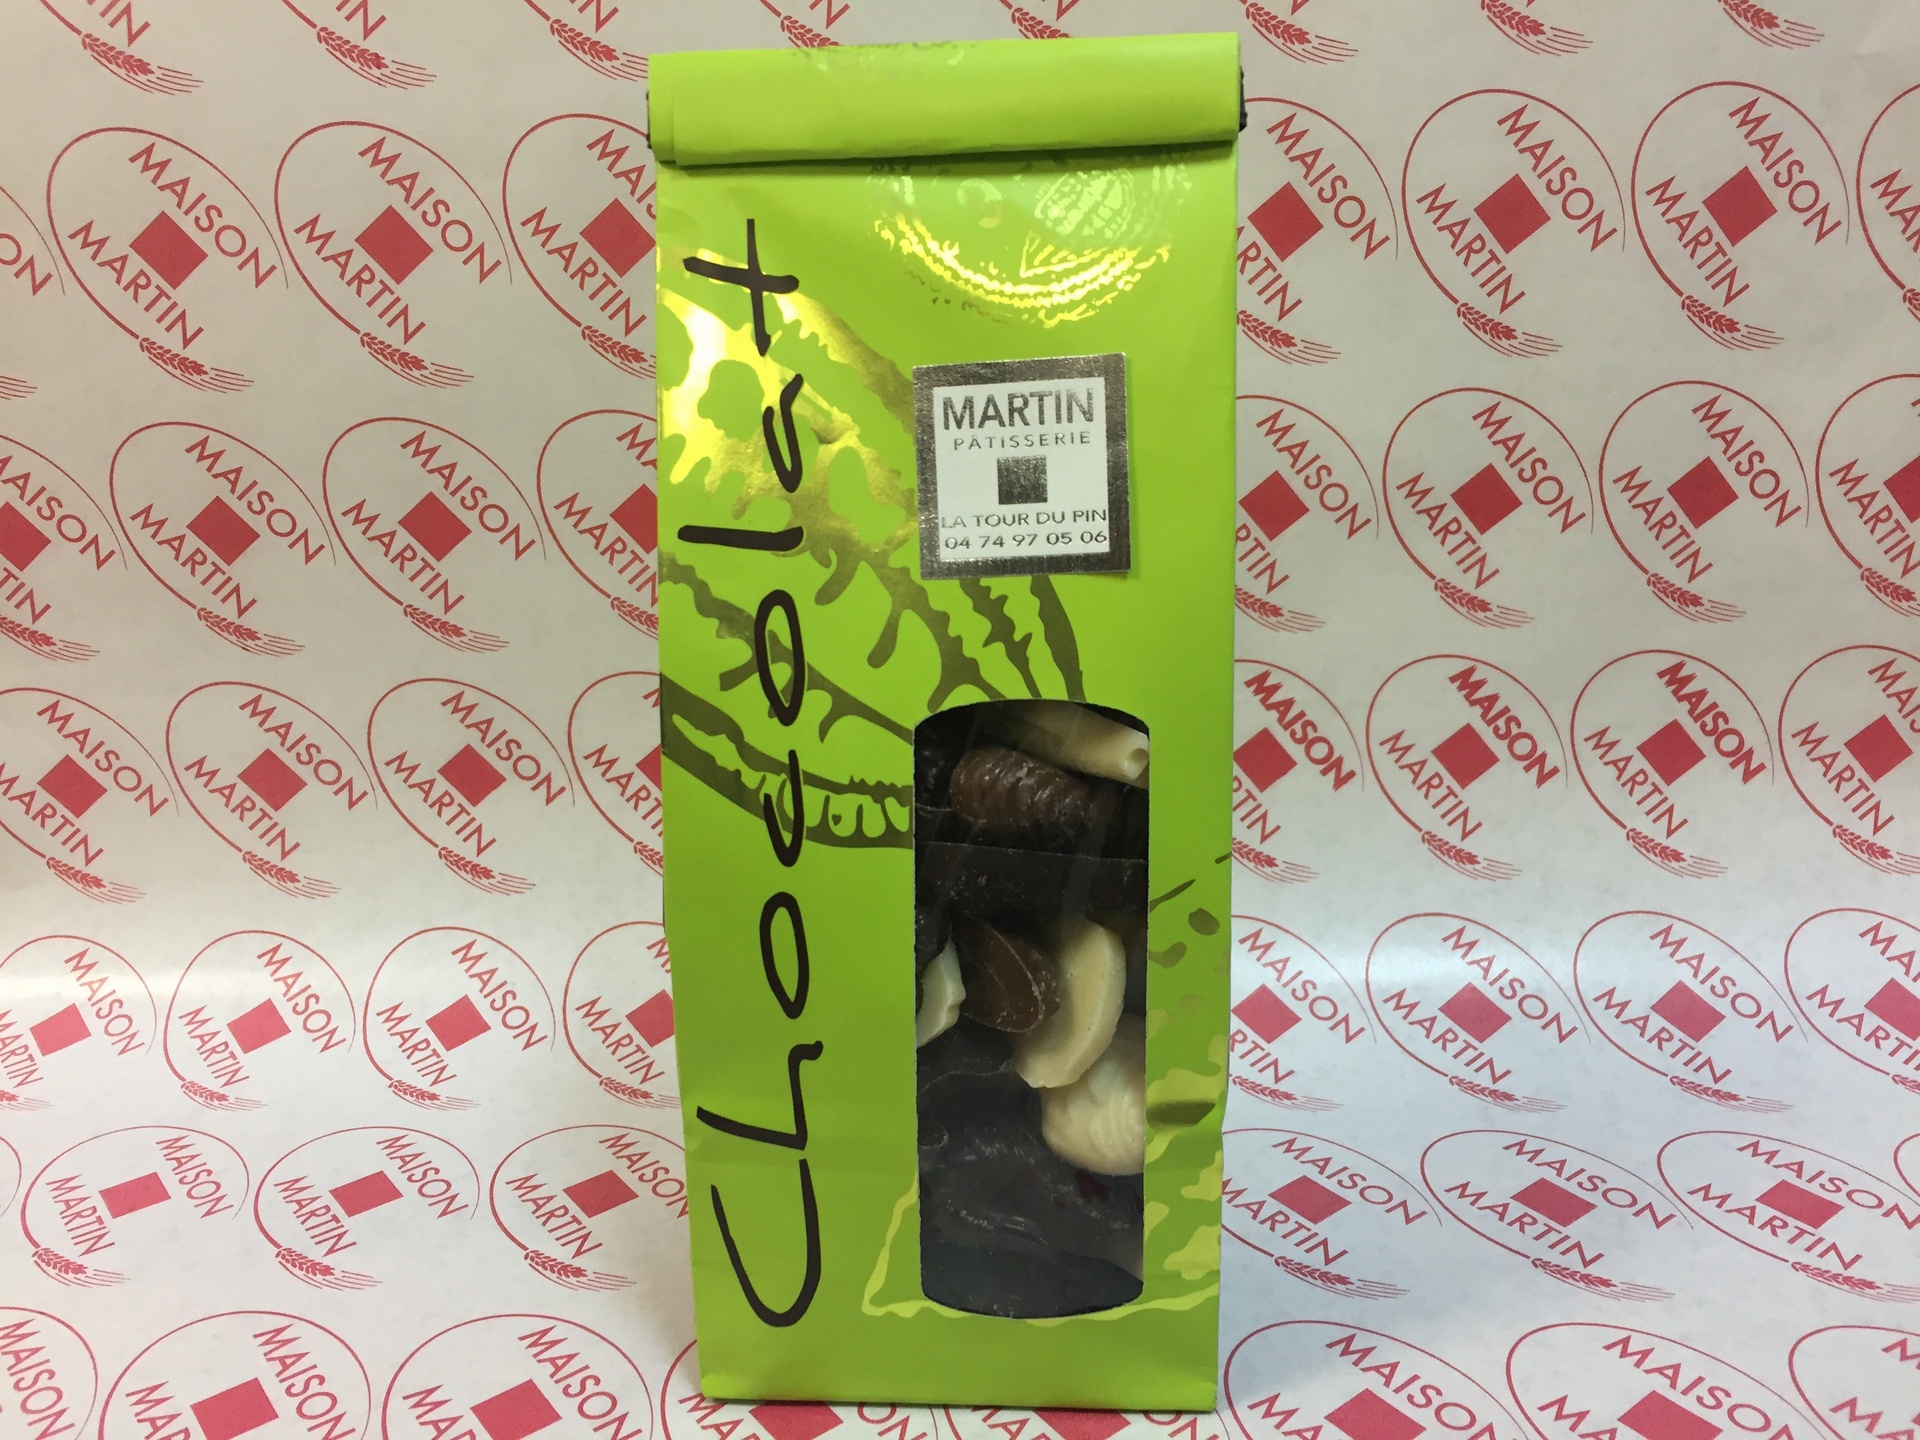 Chocolat
MARTIN
PÂTISSERIE
LA TOUR DU PIN
04 74 97 05 06
MAISON
MARTIN